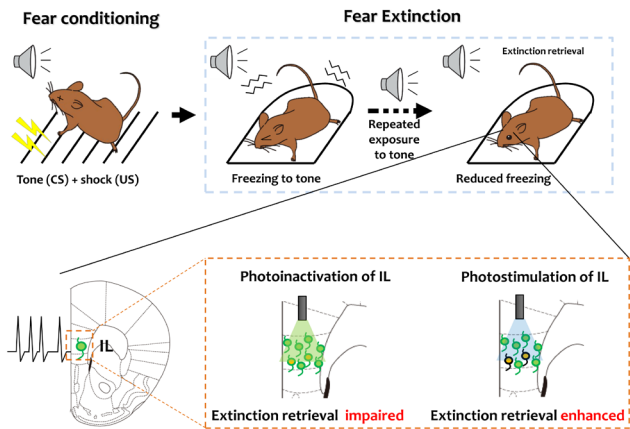 Fear conditioning
Fear Extinction
Extinction retrieval
Repeated
exposure
to tone
Tone (CS) + shock (US)
Freezing to tone
Reduced freezing
Photoinactivation of IL
Photostimulation of IL
IL
Extinction retrieval impaired
Extinction retrieval enhanced